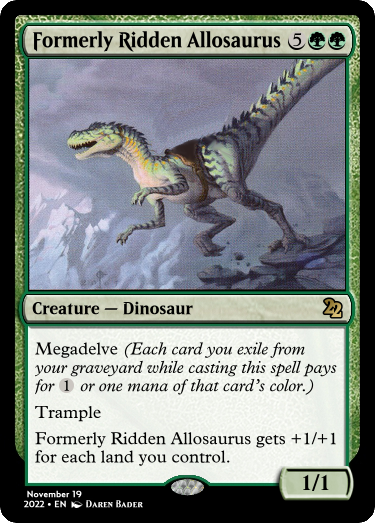 Formerly Ridden Allosaurus 5
Creature — Dinosaur 22
Megadelve (Each card you exile from
your graveyard while casting this spell pays
for 1 or one mana of that card's color.)
Trample
Formerly Ridden Allosaurus gets +1/+1
for each land you control.
1/1
November 19
2022 • EN Daren Bader